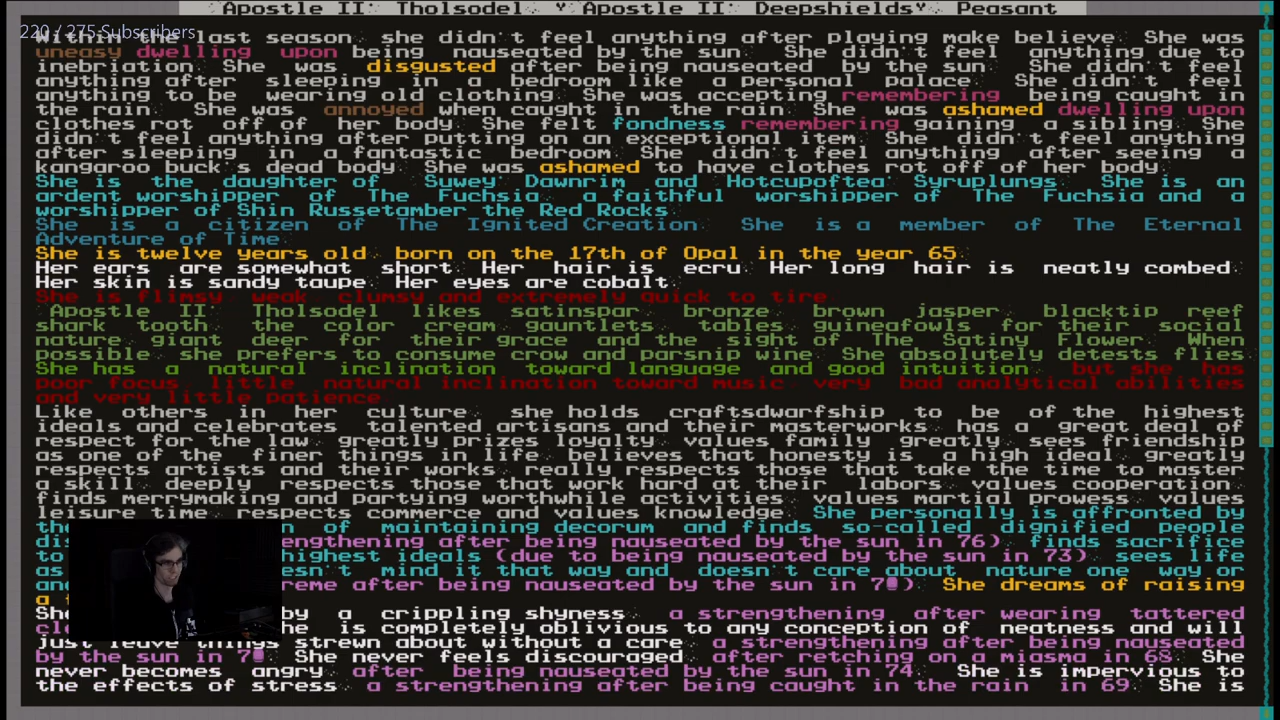 `Apostle II: Tholsodel "Apostle II: Deepshields", Peasant
220 / 275 Subscribers
Within the last season, she didn't feel anything after playing make believe. She was
uneasy dwelling upon being nauseated by the sun. She didn't feel anything due to
inebriation. She was disgusted after being nauseated by the sun. She didn't feel
anything after sleeping in a bedroom like a personal palace. She didn't feel
anything to be wearing old clothing. She was accepting remembering being caught in
the rain. She was annoyed when caught in the rain. She was ashamed dwelling upon
clothes rot off of her body. She felt fondness remembering gaining a sibling. She
didn't feel anything after putting on an exceptional item. She didn't feel anything
after sleeping in a fantastic bedroom. She didn't feel anything after seeing a
kangaroo buck's dead body. She was ashamed to have clothes rot off of her body.
She is the daughter of Suwey Dawnrim and Hotcupoftea Syruplungs. She is an
ardent worshipper of The Fuchsia, a faithful worshipper of The Fuchsia and a
worshipper of Shin Russetamber the Red Rocks.
She is a citizen of The Ignited Creation. She is a member of The Eternal
Adventure of Time.
She is twelve years old, born on the 17th of Opal in the year 65.
Her ears are somewhat short. Her hair is ecru. Her long hair is neatly combed.
Her skin is sandy taupe. Her eyes are cobalt.
She is flimsy, weak, clumsy and extremely quick to tire.
`Apostle II: Tholsodel likes satinspar, bronze, brown jasper, blacktip reef
shark tooth, the color cream, gauntlets, tables, guineafowls for their social
nature, giant deer for their grace and the sight of The Satiny Flower. When
possible, she prefers to consume crow and parsnip wine. She absolutely detests flies.
She has a natural inclination toward language and good intuition, but she has
poor focus, little natural inclination toward music, very bad analytical abilities
and very little patience.
Like others in her culture, she holds craftsdwarfship to be of the highest
ideals and celebrates talented artisans and their masterworks, has a great deal of
respect for the law, greatly prizes loyalty, values family greatly, sees friendship
as one of the finer things in life, believes that honesty is a high ideal, greatly
respects artists and their works, really respects those that take the time to master
a skill, deeply respects those that work hard at their labors, values cooperation,
finds merrymaking and partying worthwhile activities, values martial prowess, values
leisure time, respects commerce and values knowledge. She personally is affronted by
the n of maintaining decorum and finds so-called dignified people
dis engthening after being nauseated by the sun in 76), finds sacrifice
to highest ideals (due to being nauseated by the sun in 73), sees life
as esn't mind it that way and doesn't care about nature one way or
an reme after being nauseated by the sun in 70). She dreams of raising
a f
She by a crippling shyness, a strengthening after wearing tattered
clo he is completely oblivious to any conception of neatness and will
just leave things strewn about without a care, a strengthening after being nauseated
by the sun in 70. She never feels discouraged, after retching on a miasma in 68. She
never becomes angry, after being nauseated by the sun in 74. She is impervious to
the effects of stress, a strengthening after being caught in the rain in 69. She is